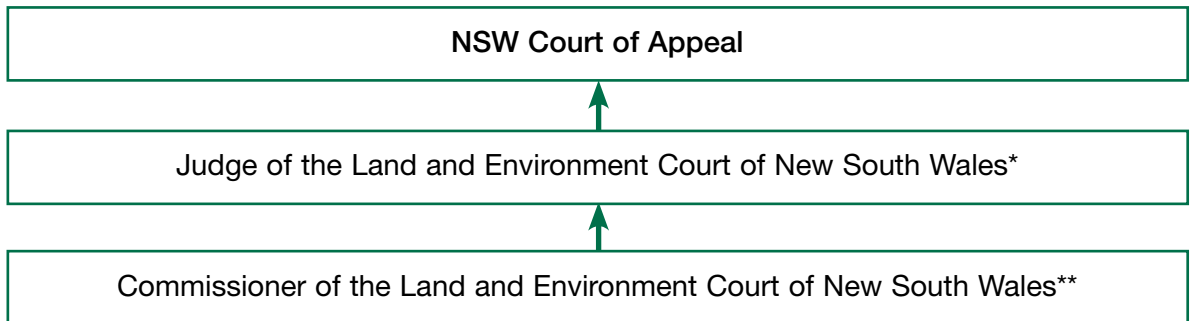 NSW Court of Appeal
Judge of the Land and Environment Court of New South Wales*
Commissioner of the Land and Environment Court of New South Wales**